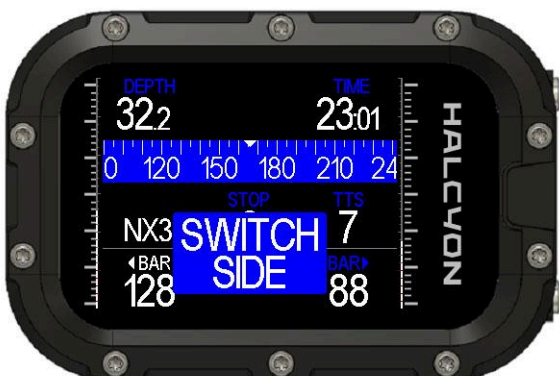 DEPTH TIME
32.2 23:01
0 120 150 180 210 24
STOP TTS
NX3 7
SWITCH
SIDE
◂BAR BAR▸
128 88
HALCYON